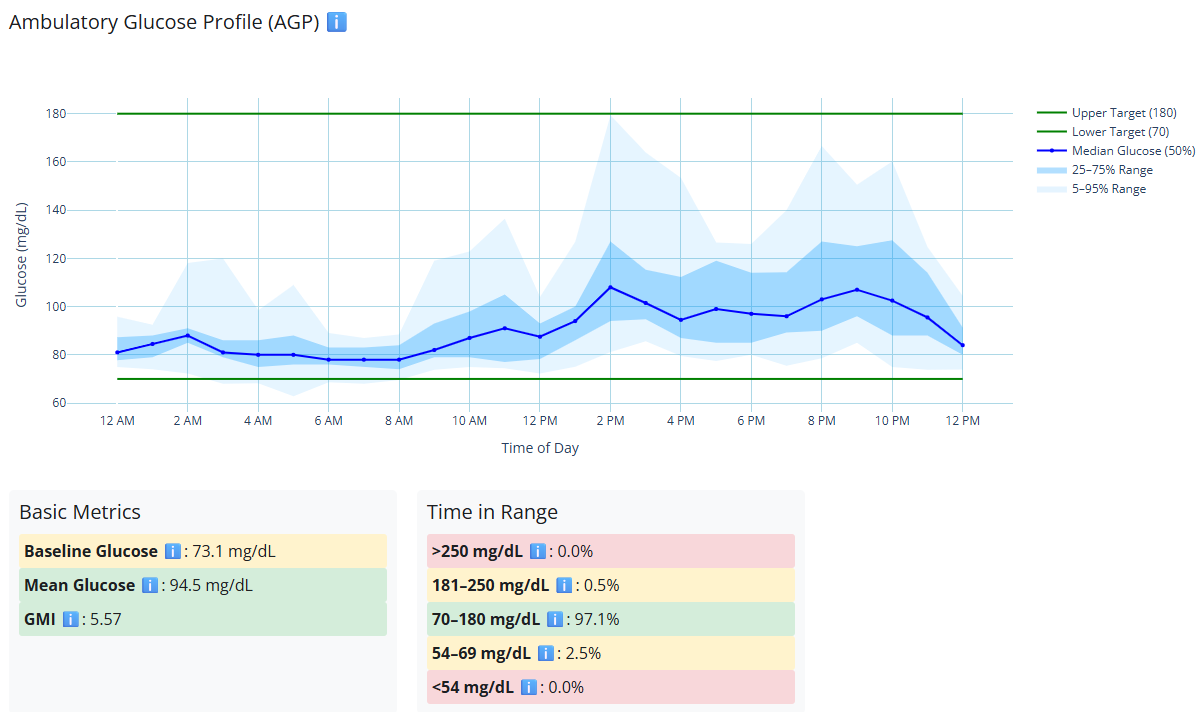 Ambulatory Glucose Profile (AGP) ℹ️
180
160
140
120
100
80
60
Glucose (mg/dL)
12 AM 2 AM 4 AM 6 AM 8 AM 10 AM 12 PM 2 PM 4 PM 6 PM 8 PM 10 PM 12 PM
Time of Day
Upper Target (180)
Lower Target (70)
Median Glucose (50%)
25–75% Range
5–95% Range
Basic Metrics
Baseline Glucose ℹ️ : 73.1 mg/dL
Mean Glucose ℹ️ : 94.5 mg/dL
GMI ℹ️ : 5.57
Time in Range
>250 mg/dL ℹ️ : 0.0%
181–250 mg/dL ℹ️ : 0.5%
70–180 mg/dL ℹ️ : 97.1%
54–69 mg/dL ℹ️ : 2.5%
<54 mg/dL ℹ️ : 0.0%